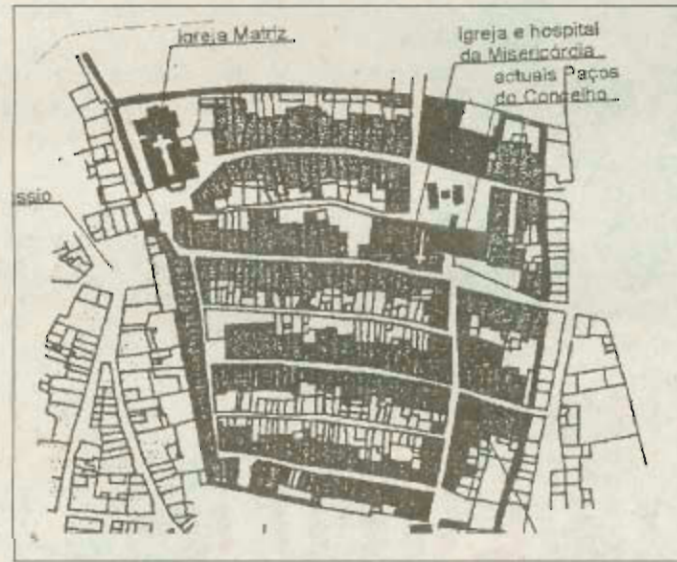 Igreja Matriz
Igreja e hospital
da Misericórdia
actuais Paços
do Concelho
ssio